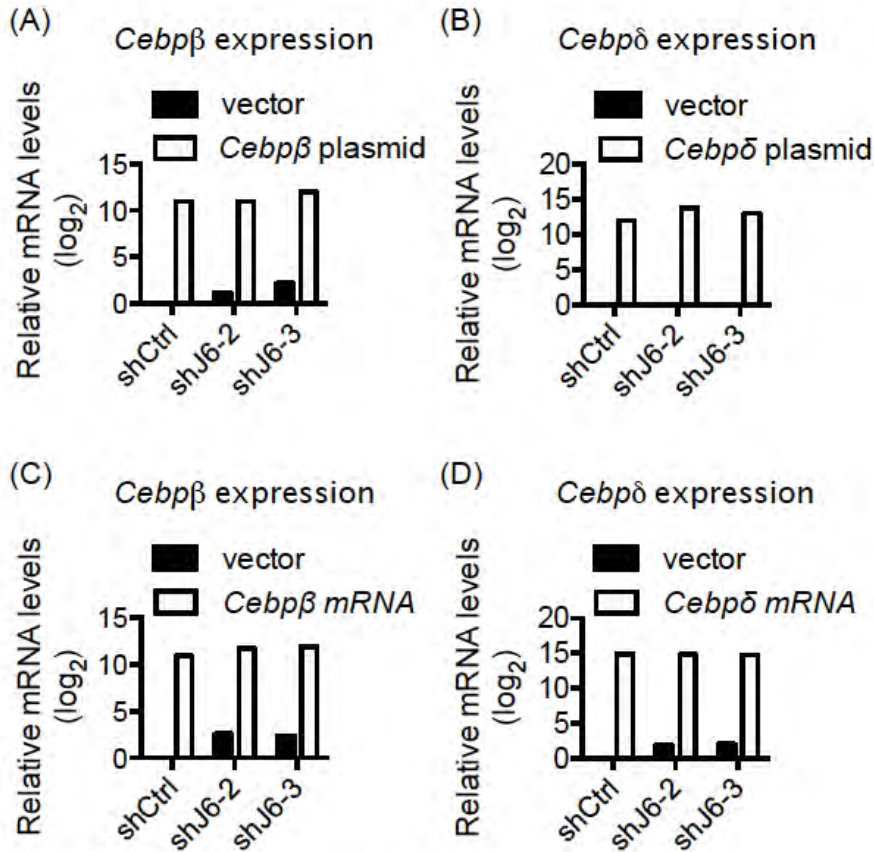 (A)
Cebpβ expression
vector
Cebpβ plasmid
Relative mRNA levels
(log2)
15
10
5
0
shCtrl
shJ6-2
shJ6-3
(B)
Cebpδ expression
vector
Cebpδ plasmid
Relative mRNA levels
(log2)
20
15
10
5
0
shCtrl
shJ6-2
shJ6-3
(C)
Cebpβ expression
vector
Cebpβ mRNA
Relative mRNA levels
(log2)
15
10
5
0
shCtrl
shJ6-2
shJ6-3
(D)
Cebpδ expression
vector
Cebpδ mRNA
Relative mRNA levels
(log2)
20
15
10
5
0
shCtrl
shJ6-2
shJ6-3